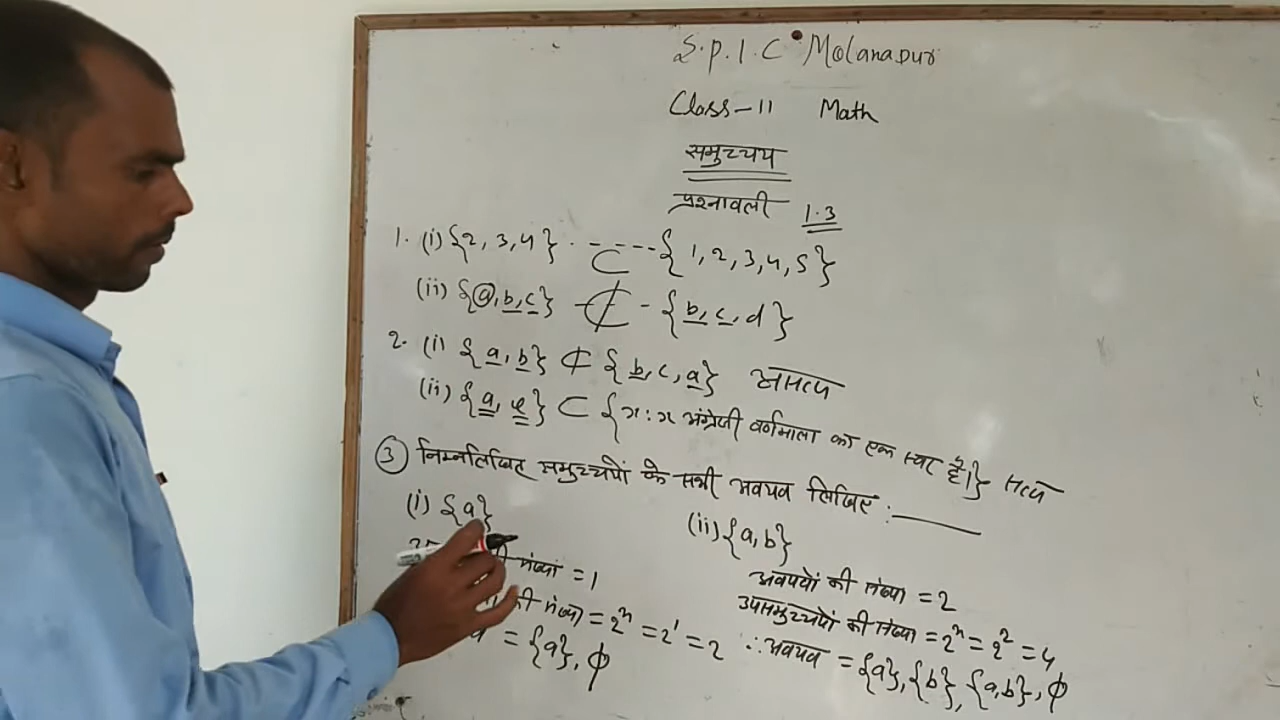 S.P.I.C Molanapur
Class-11 Math
समुच्चय
प्रश्नावली 1.3
1. (i) {2, 3, 4} - - - ⊂ - - - {1, 2, 3, 4, 5}
(ii) {a, b, c} ⊄ - {b, c, d}
2. (i) {a, b} ⊄ {b, c, a} असत्य
(ii) {a, e} ⊂ {x : x अंग्रेजी वर्णमाला का एक स्वर है।} सत्य
③ निम्नलिखित समुच्चयों के सभी अवयव लिखिए :—
(i) {a} (ii) {a, b}
संख्या = 1
की संख्या = 2ⁿ = 2¹ = 2
= {a}, ϕ
अवयवों की संख्या = 2
उपसमुच्चयों की संख्या = 2ⁿ = 2² = 4
∴ अवयव = {a}, {b}, {a, b}, ϕ